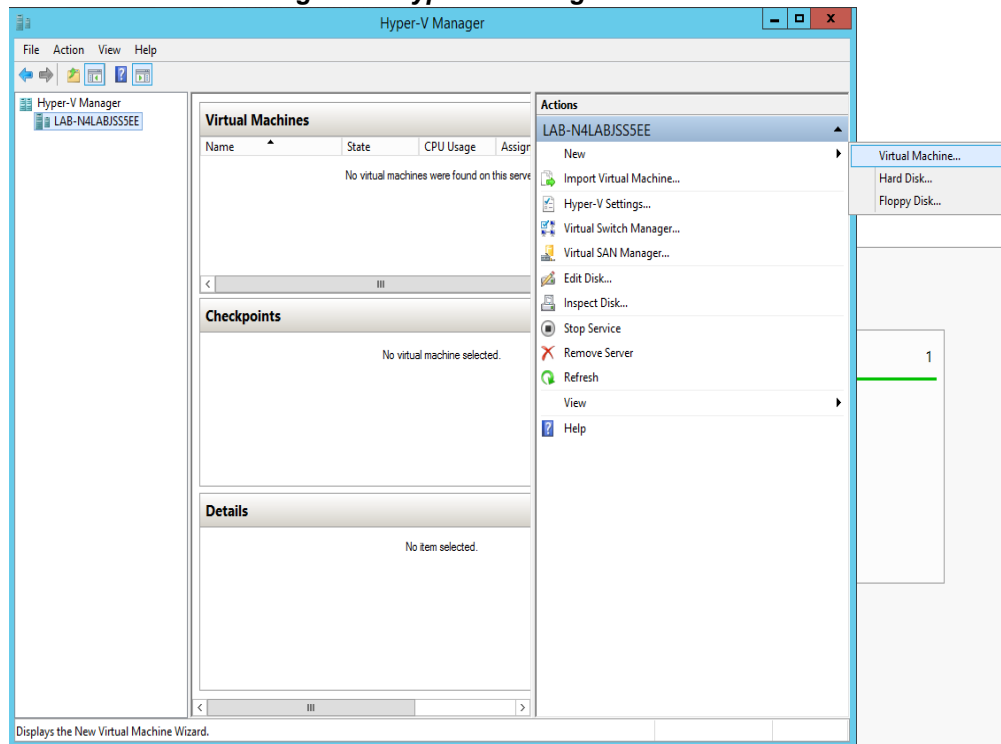 Hyper-V Manager
File Action View Help
Hyper-V Manager
LAB-N4LABJSS5EE
Virtual Machines
Name State CPU Usage Assign
No virtual machines were found on this serve
Checkpoints
No virtual machine selected.
Details
No item selected.
Actions
LAB-N4LABJSS5EE
New
Import Virtual Machine...
Hyper-V Settings...
Virtual Switch Manager...
Virtual SAN Manager...
Edit Disk...
Inspect Disk...
Stop Service
Remove Server
Refresh
View
Help
Virtual Machine...
Hard Disk...
Floppy Disk...
1
Displays the New Virtual Machine Wizard.